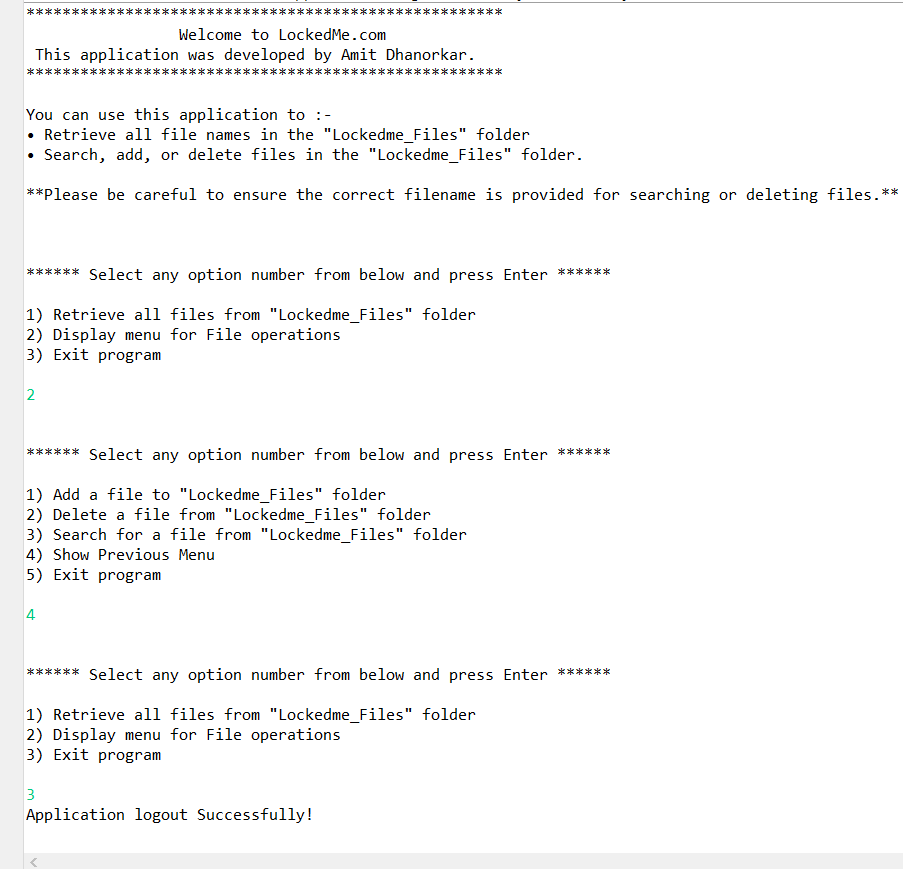 *****************************************************
Welcome to LockedMe.com
This application was developed by Amit Dhanorkar.
*****************************************************
You can use this application to :-
• Retrieve all file names in the "Lockedme_Files" folder
• Search, add, or delete files in the "Lockedme_Files" folder.
**Please be careful to ensure the correct filename is provided for searching or deleting files.**
****** Select any option number from below and press Enter ******
1) Retrieve all files from "Lockedme_Files" folder
2) Display menu for File operations
3) Exit program
2
****** Select any option number from below and press Enter ******
1) Add a file to "Lockedme_Files" folder
2) Delete a file from "Lockedme_Files" folder
3) Search for a file from "Lockedme_Files" folder
4) Show Previous Menu
5) Exit program
4
****** Select any option number from below and press Enter ******
1) Retrieve all files from "Lockedme_Files" folder
2) Display menu for File operations
3) Exit program
3
Application logout Successfully!